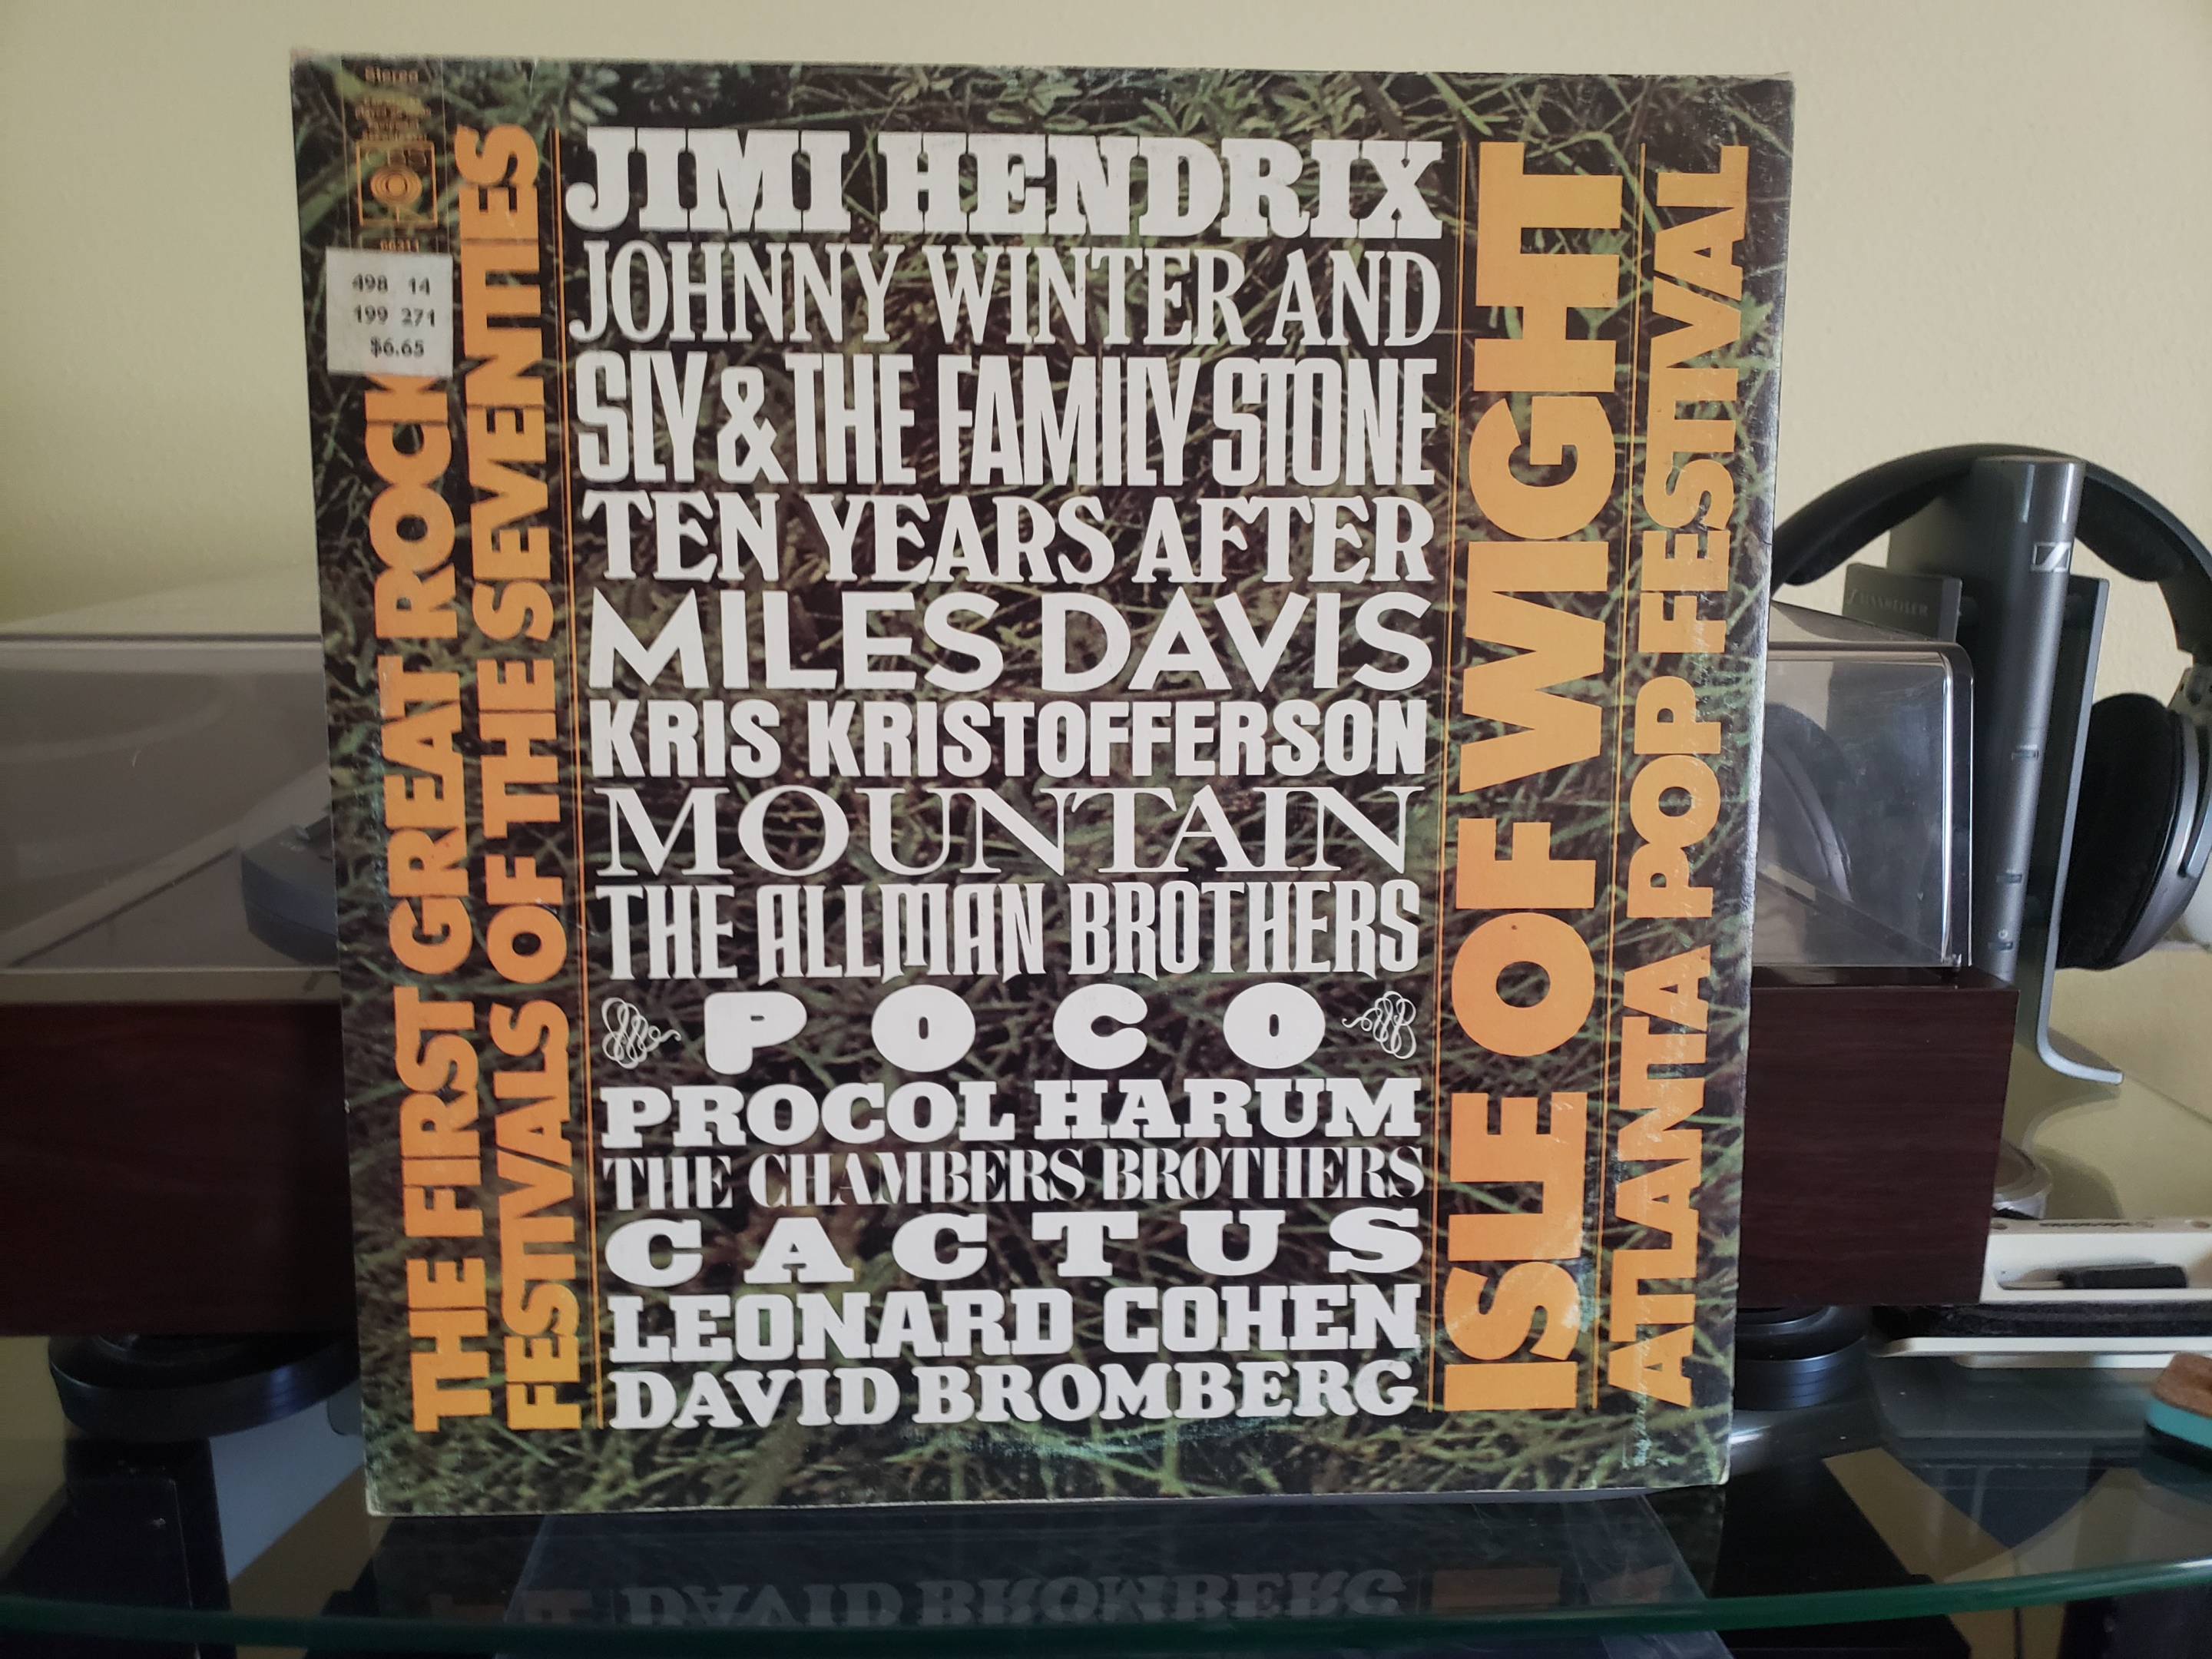 Stereo
66311
498 14
199 271
$6.65
THE FIRST GREAT ROCK
FESTIVALS OF THE SEVENTIES
JIMI HENDRIX
JOHNNY WINTER AND
SLY & THE FAMILY STONE
TEN YEARS AFTER
MILES DAVIS
KRIS KRISTOFFERSON
MOUNTAIN
THE ALLMAN BROTHERS
POCO
PROCOL HARUM
THE CHAMBERS BROTHERS
CACTUS
LEONARD COHEN
DAVID BROMBERG
ISLE OF WIGHT
ATLANTA POP FESTIVAL
SENNHEISER